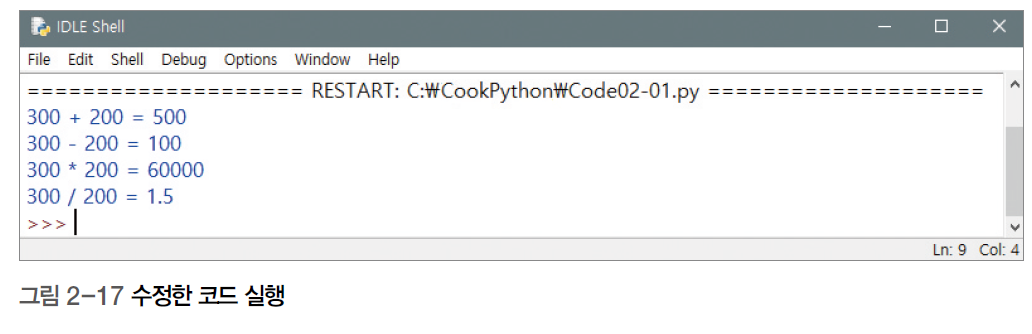 IDLE Shell
File Edit Shell Debug Options Window Help
==================== RESTART: C:₩CookPython₩Code02-01.py ====================
300 + 200 = 500
300 - 200 = 100
300 * 200 = 60000
300 / 200 = 1.5
>>>
Ln: 9 Col: 4
그림 2-17 수정한 코드 실행